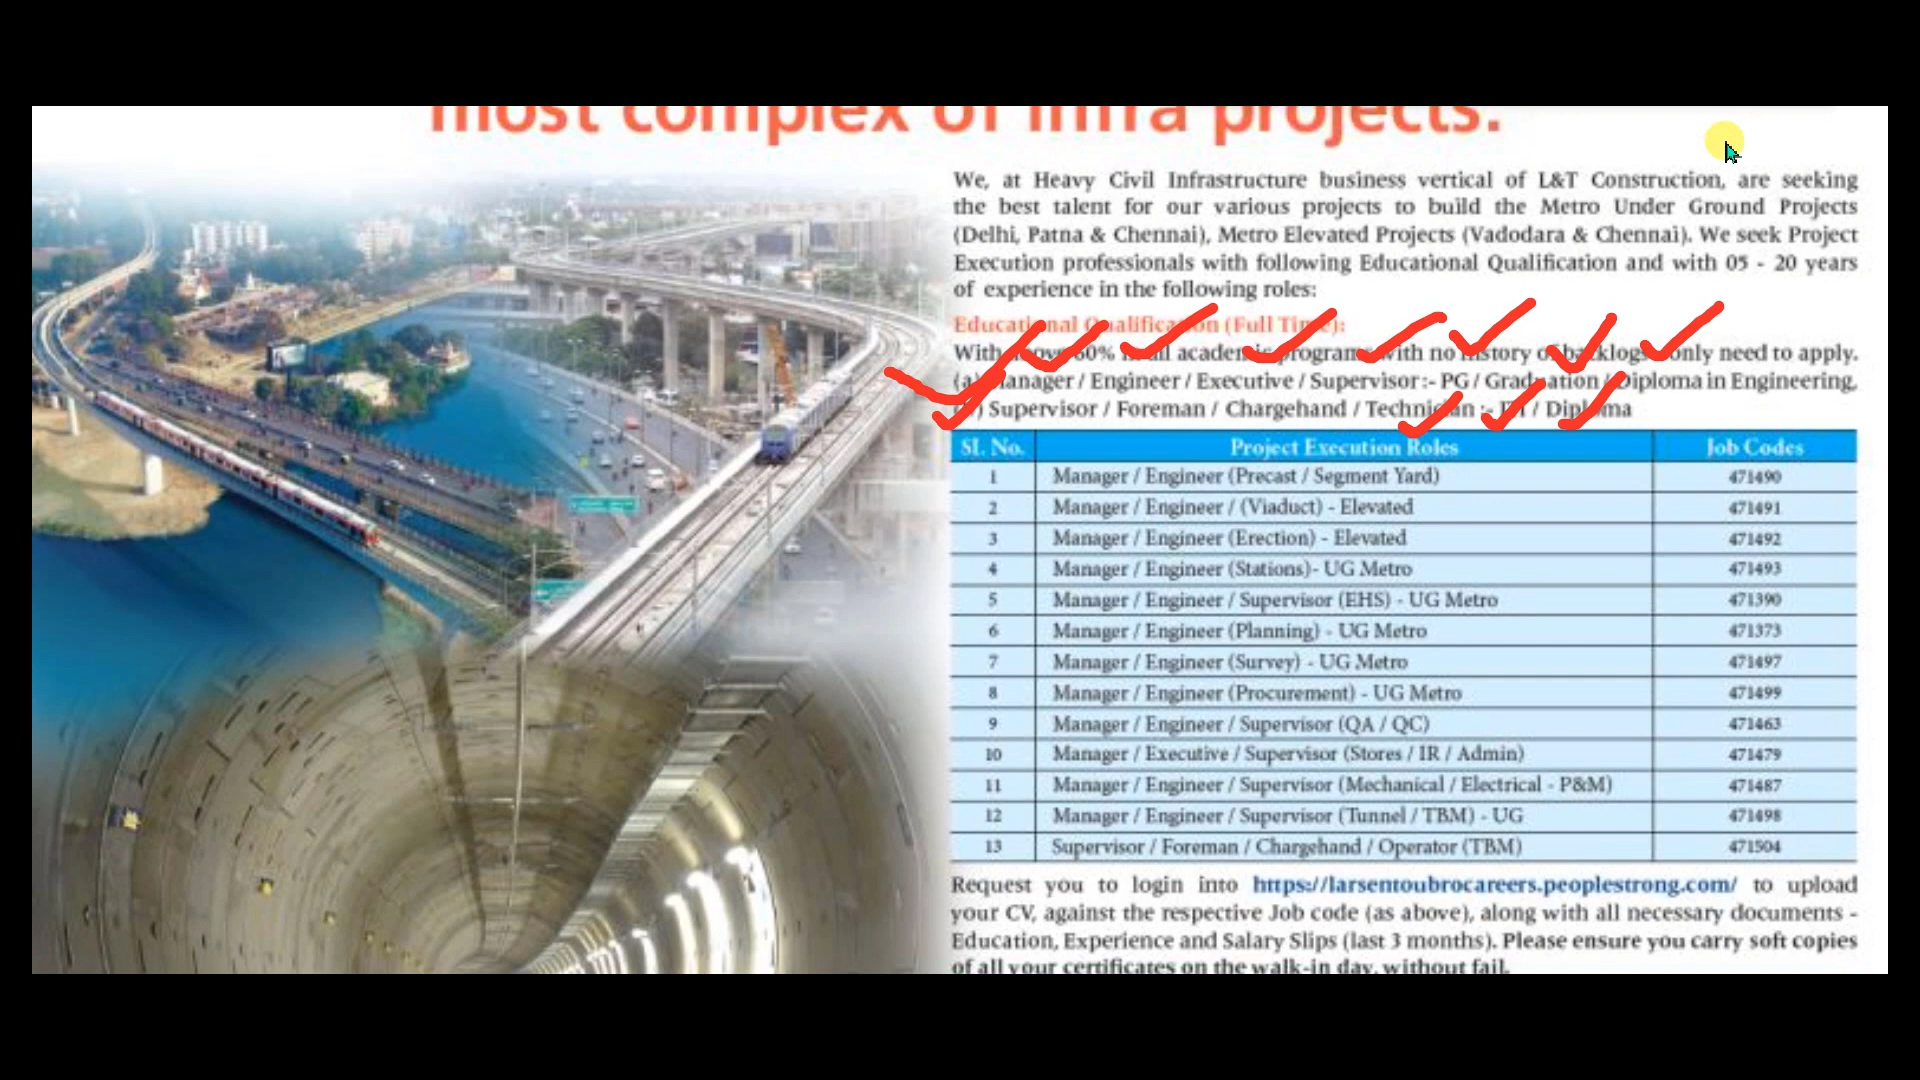 most complex of infra projects.
We, at Heavy Civil Infrastructure business vertical of L&T Construction, are seeking
the best talent for our various projects to build the Metro Under Ground Projects
(Delhi, Patna & Chennai), Metro Elevated Projects (Vadodara & Chennai). We seek Project
Execution professionals with following Educational Qualification and with 05 - 20 years
of experience in the following roles:
Educational Qualification (Full Time):
With above 60% in all academic programs with no history of backlogs only need to apply.
(a) Manager / Engineer / Executive / Supervisor :- PG / Graduation / Diploma in Engineering,
Supervisor / Foreman / Chargehand / Technician :- ITI / Diploma
SI. No. Project Execution Roles Job Codes
1 Manager / Engineer (Precast / Segment Yard) 471490
2 Manager / Engineer / (Viaduct) - Elevated 471491
3 Manager / Engineer (Erection) - Elevated 471492
4 Manager / Engineer (Stations)- UG Metro 471493
5 Manager / Engineer / Supervisor (EHS) - UG Metro 471390
6 Manager / Engineer (Planning) - UG Metro 471373
7 Manager / Engineer (Survey) - UG Metro 471497
8 Manager / Engineer (Procurement) - UG Metro 471499
9 Manager / Engineer / Supervisor (QA / QC) 471463
10 Manager / Executive / Supervisor (Stores / IR / Admin) 471479
11 Manager / Engineer / Supervisor (Mechanical / Electrical - P&M) 471487
12 Manager / Engineer / Supervisor (Tunnel / TBM) - UG 471498
13 Supervisor / Foreman / Chargehand / Operator (TBM) 471504
Request you to login into https://larsentoubrocareers.peoplestrong.com/ to upload
your CV, against the respective Job code (as above), along with all necessary documents -
Education, Experience and Salary Slips (last 3 months). Please ensure you carry soft copies
of all your certificates on the walk-in day, without fail.